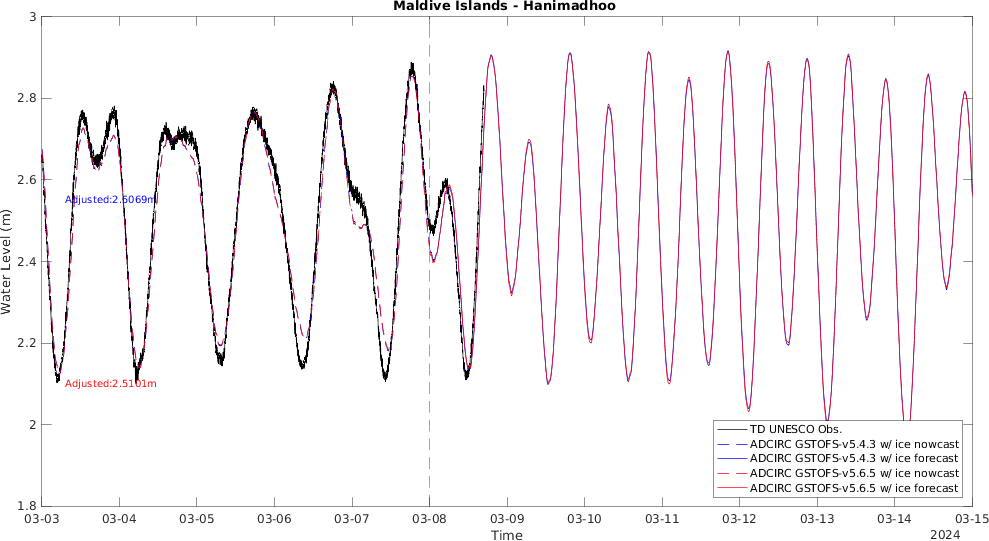 Maldive Islands - Hanimadhoo
3
2.8
2.6
2.4
2.2
2
1.8
Water Level (m)
Adjusted:2.5069m
Adjusted:2.5101m
TD UNESCO Obs.
ADCIRC GSTOFS-v5.4.3 w/ ice nowcast
ADCIRC GSTOFS-v5.4.3 w/ ice forecast
ADCIRC GSTOFS-v5.6.5 w/ ice nowcast
ADCIRC GSTOFS-v5.6.5 w/ ice forecast
03-03 03-04 03-05 03-06 03-07 03-08 03-09 03-10 03-11 03-12 03-13 03-14 03-15
Time
2024